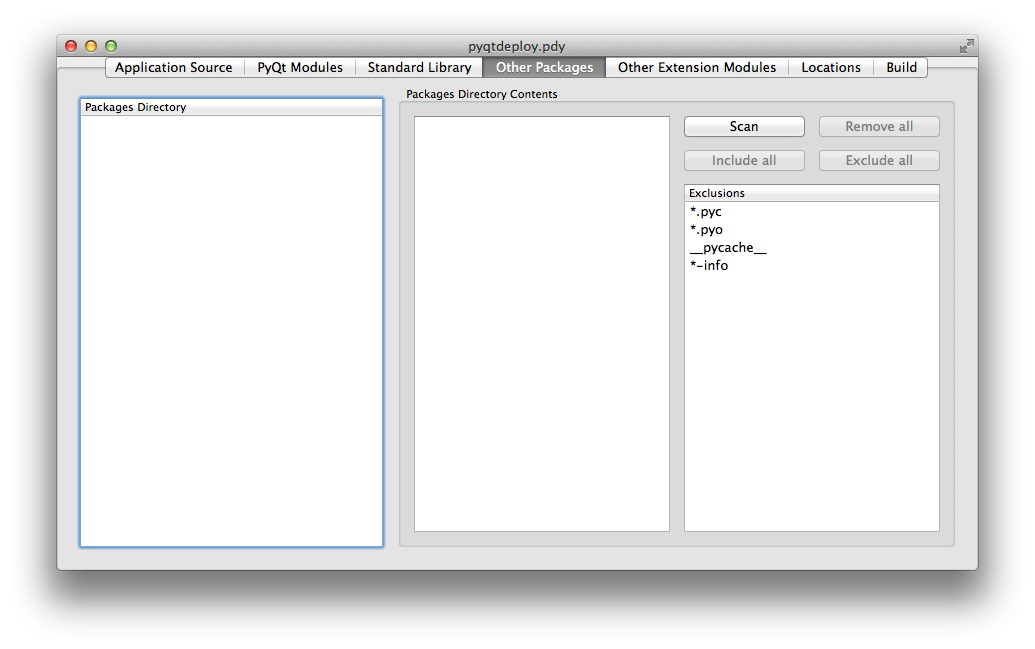 pyqtdeploy.pdy
Application Source PyQt Modules Standard Library Other Packages Other Extension Modules Locations Build
Packages Directory
Packages Directory Contents
Scan Remove all
Include all Exclude all
Exclusions
*.pyc
*.pyo
__pycache__
*-info